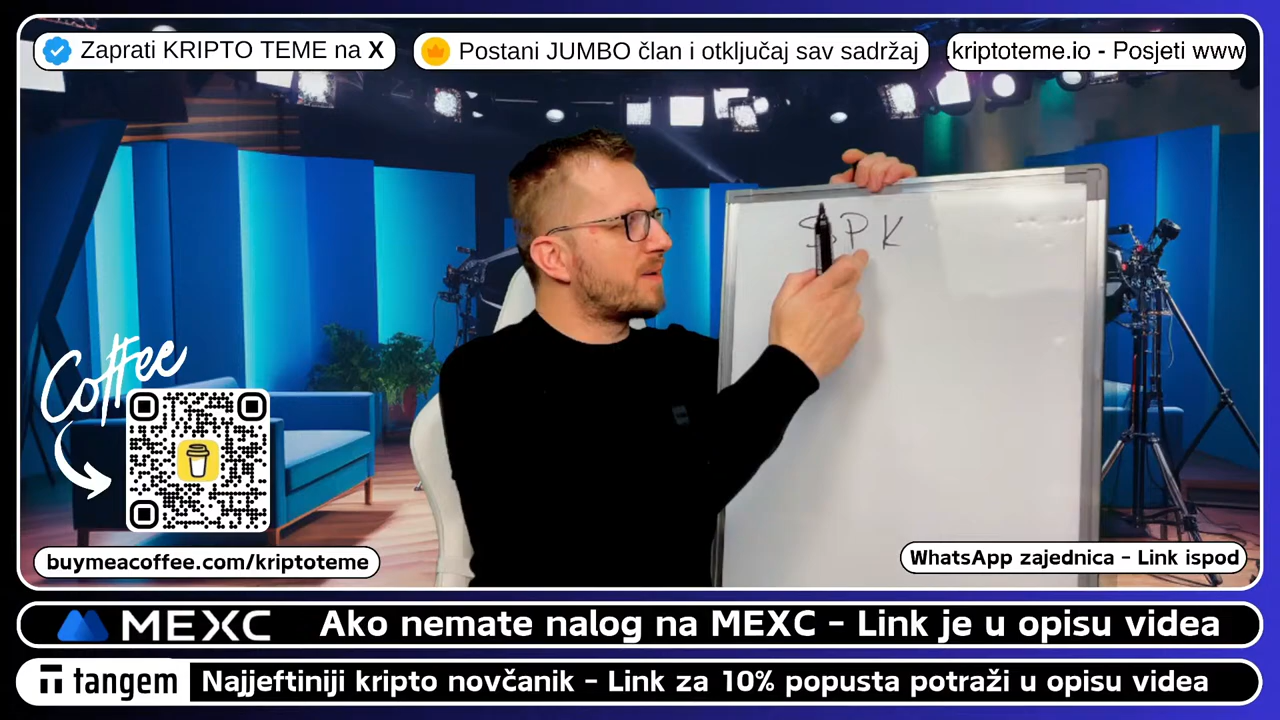 Zaprati KRIPTO TEME na X
Postani JUMBO član i otključaj sav sadržaj
.kriptoteme.io - Posjeti www
SPK
Coffee
buymeacoffee.com/kriptoteme
WhatsApp zajednica - Link ispod
MEXC Ako nemate nalog na MEXC - Link je u opisu videa
tangem Najjeftiniji kripto novčanik - Link za 10% popusta potraži u opisu videa